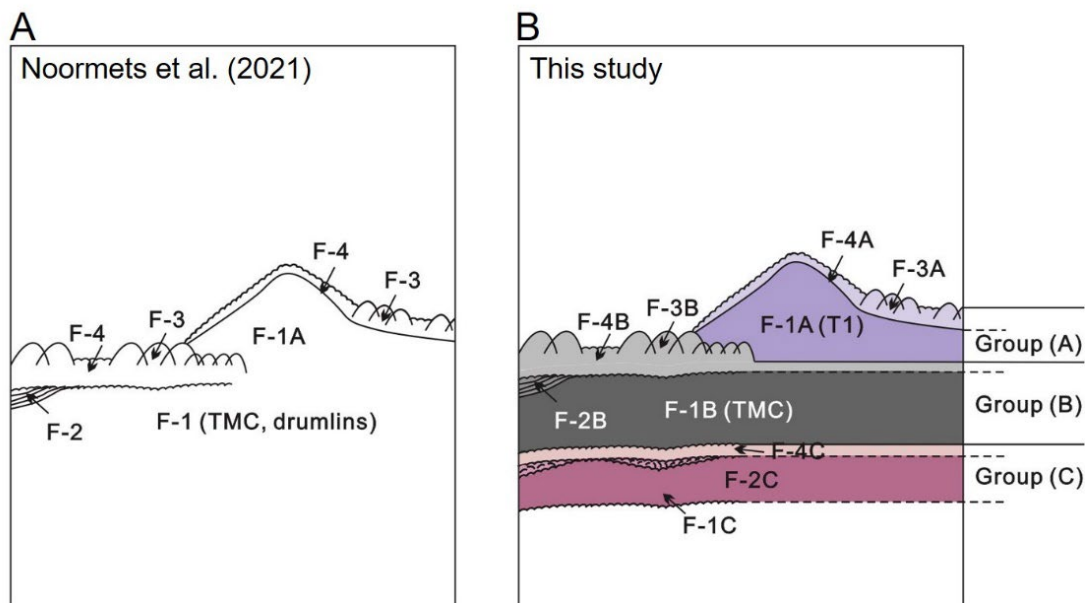 A
Noormets et al. (2021)
F-4
F-3
F-1A
F-3
F-4
F-2
F-1 (TMC, drumlins)
B
This study
F-4A
F-3A
F-3B
F-4B
F-1A (T1)
Group (A)
F-2B
F-1B (TMC)
Group (B)
F-4C
F-2C
Group (C)
F-1C